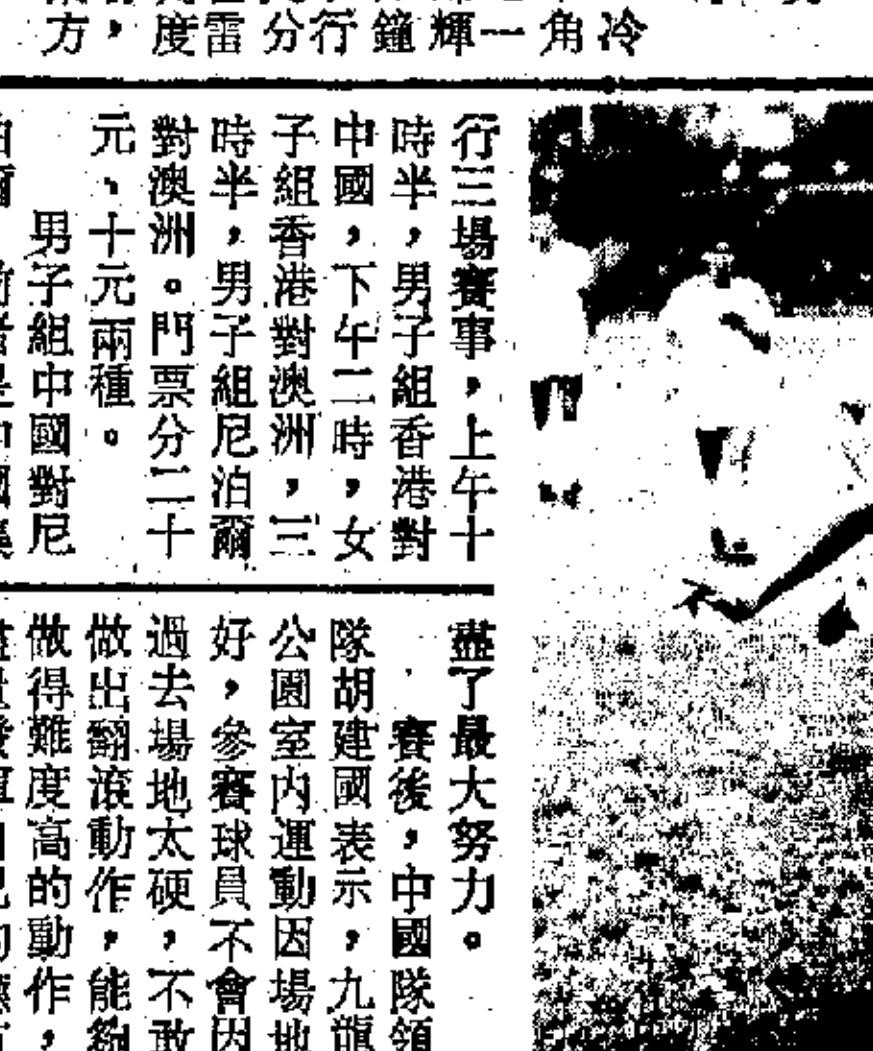 冷
角
一
輝
鐘
行
分
雷
度
方，
行三場賽事，上午十
時半，男子組香港對
中國，下午二時，女
子組香港對澳洲，三
時半，男子組尼泊爾
對澳洲。門票分二十
元、十元兩種。
男子組中國對尼
盡了最大努力。
賽後，中國隊領
隊胡建國表示，九龍
公園室內運動因場地
好，參賽球員不會因
過去場地太硬，不敢
做出翻滾動作，能夠
做得難度高的動作，